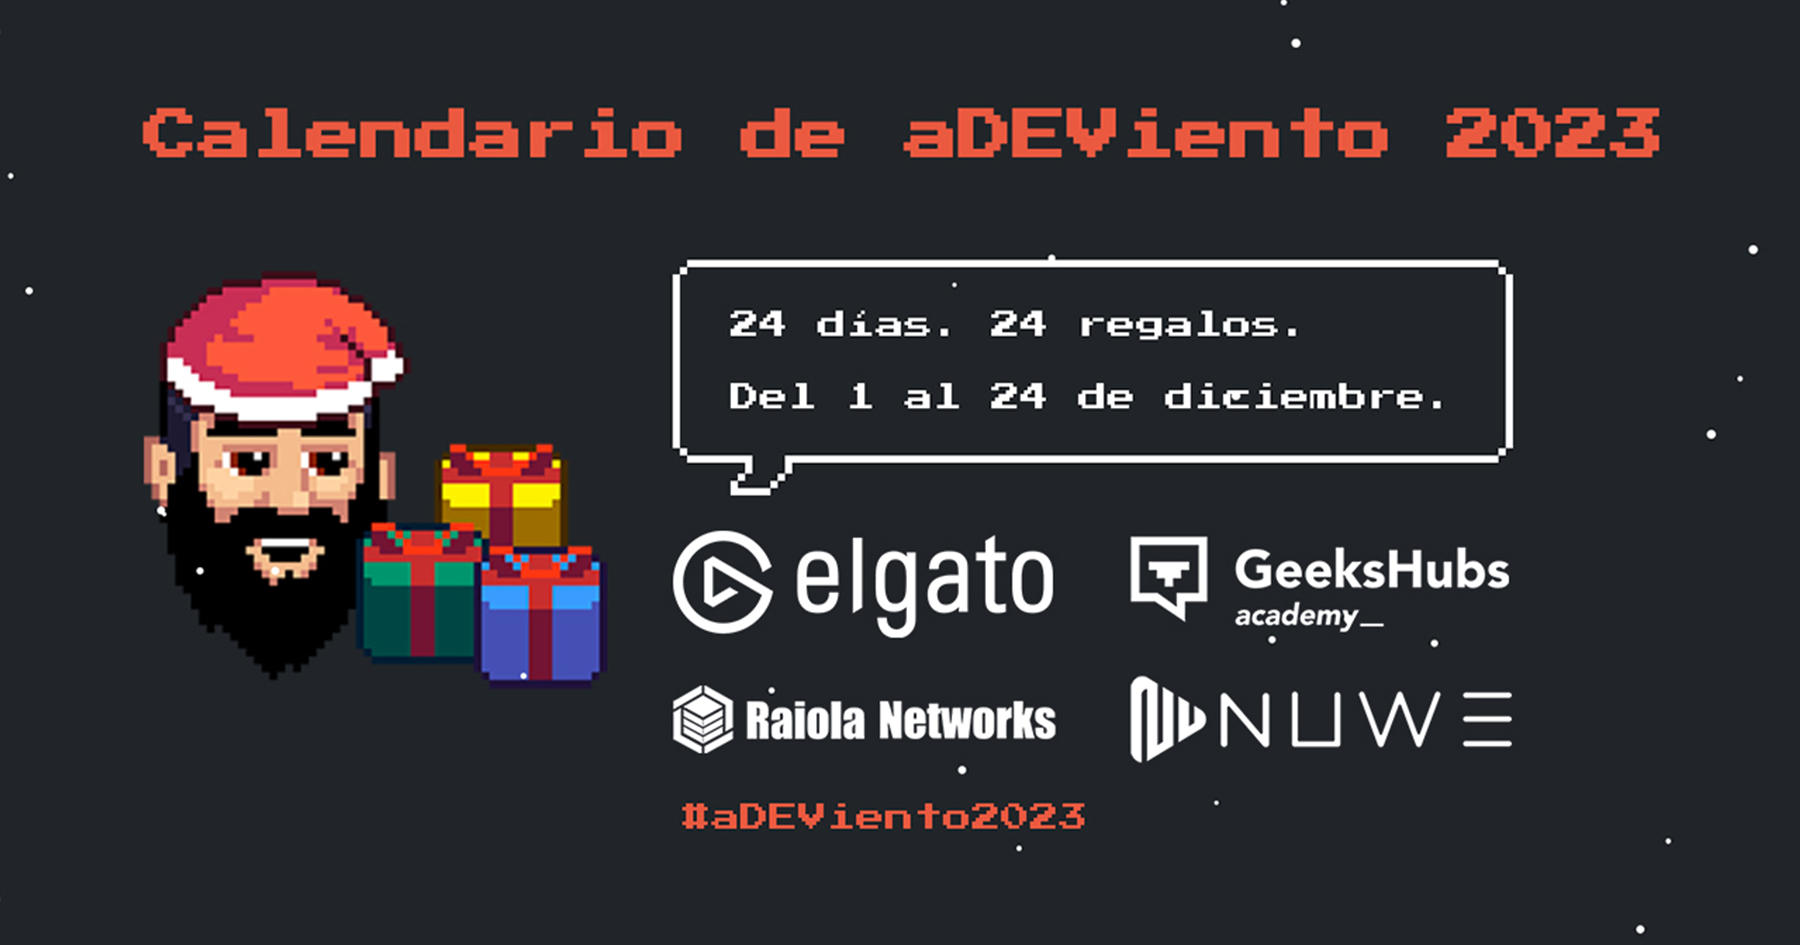 Calendario de aDEViento 2023
24 días. 24 regalos.
Del 1 al 24 de diciembre.
elgato
GeeksHubs
academy_
Raiola Networks
NUWE
#aDEViento2023